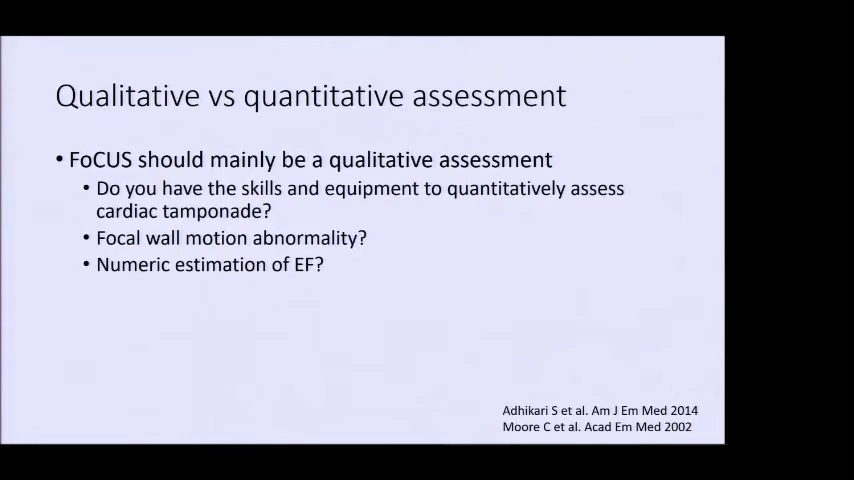 Qualitative vs quantitative assessment
• FoCUS should mainly be a qualitative assessment
• Do you have the skills and equipment to quantitatively assess
cardiac tamponade?
• Focal wall motion abnormality?
• Numeric estimation of EF?
Adhikari S et al. Am J Em Med 2014
Moore C et al. Acad Em Med 2002